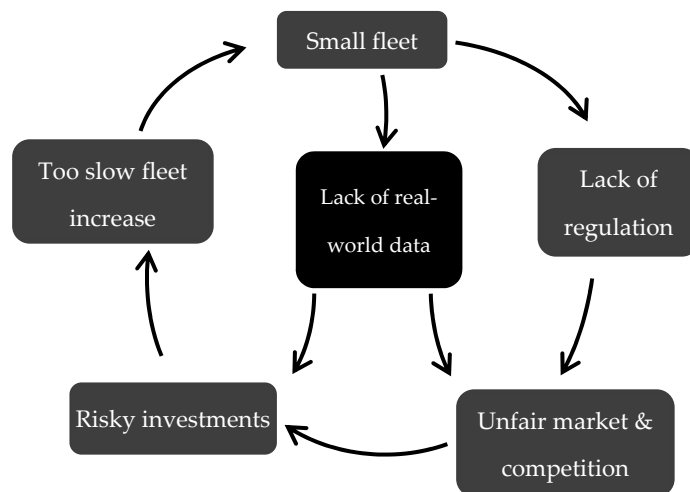 Small fleet
Too slow fleet
increase
Lack of real-
world data
Lack of
regulation
Risky investments
Unfair market &
competition